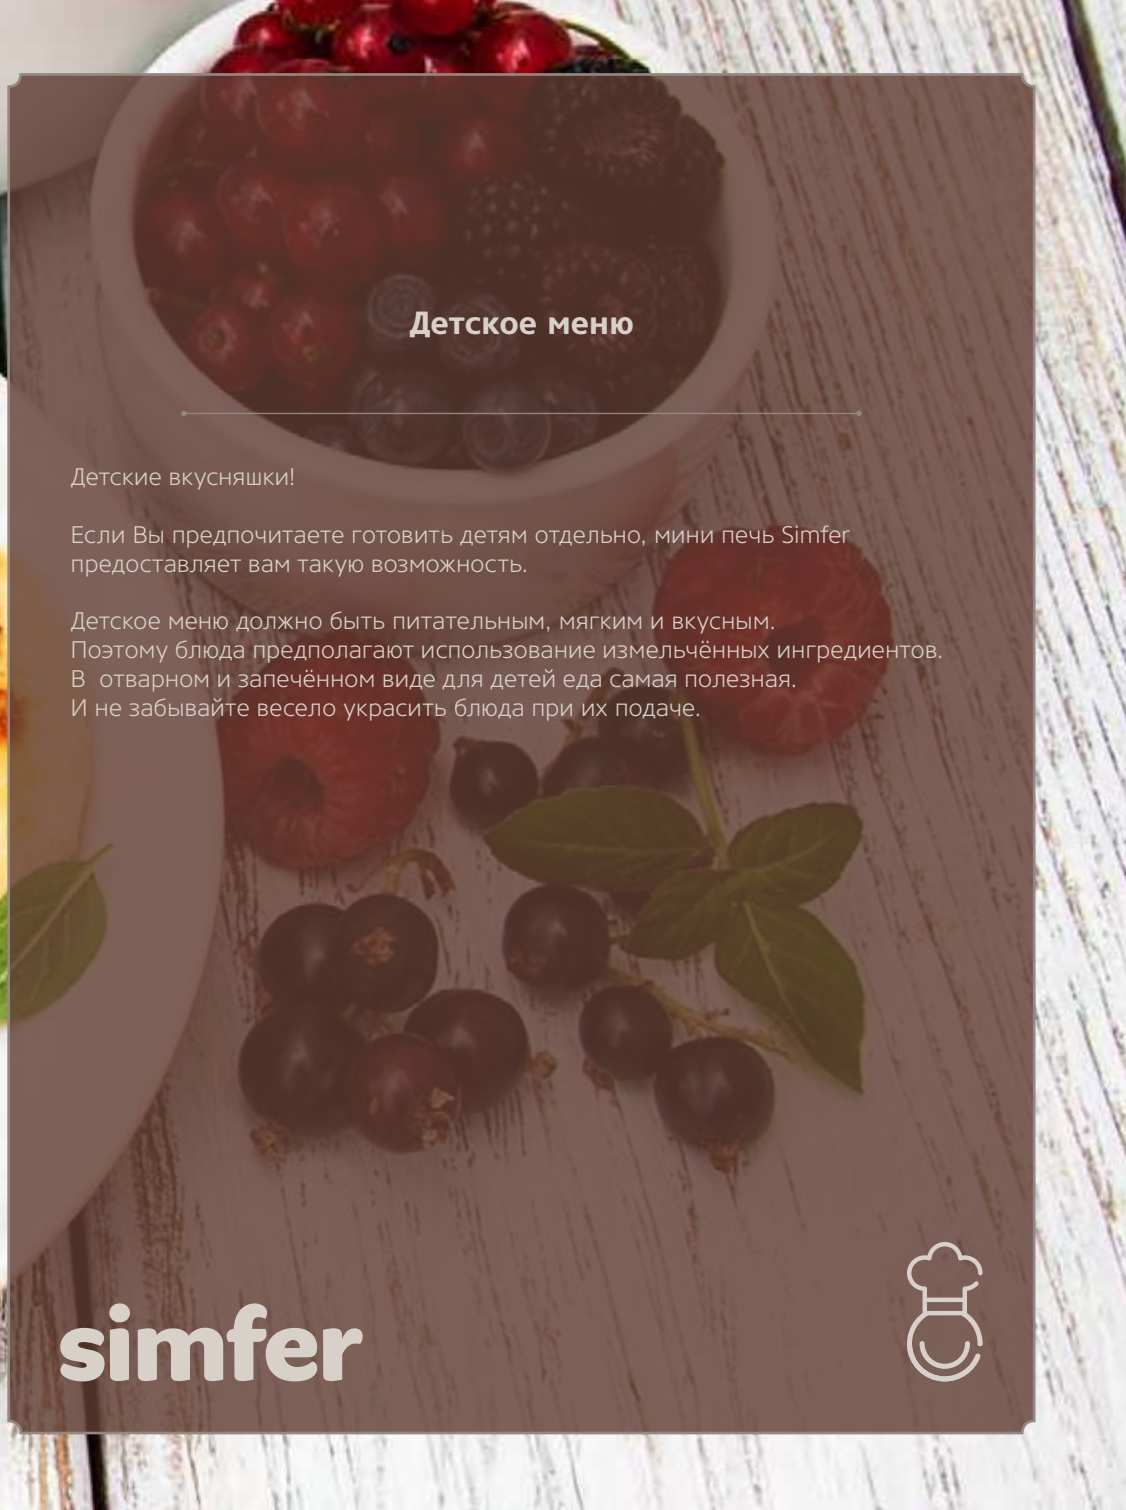 Детское меню
Детские вкусняшки!
Если Вы предпочитаете готовить детям отдельно, мини печь Simfer
предоставляет вам такую возможность.
Детское меню должно быть питательным, мягким и вкусным.
Поэтому блюда предполагают использование измельчённых ингредиентов.
В  отварном и запечённом виде для детей еда самая полезная.
И не забывайте весело украсить блюда при их подаче.
simfer